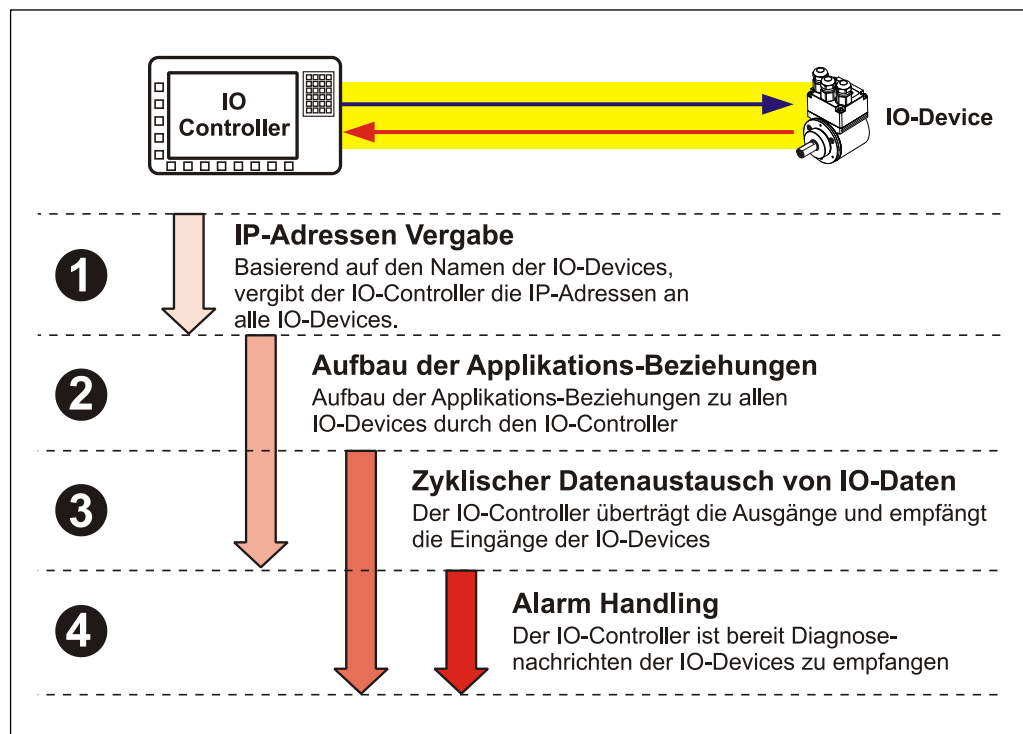 IO
Controller
IO-Device
1
IP-Adressen Vergabe
Basierend auf den Namen der IO-Devices,
vergibt der IO-Controller die IP-Adressen an
alle IO-Devices.
2
Aufbau der Applikations-Beziehungen
Aufbau der Applikations-Beziehungen zu allen
IO-Devices durch den IO-Controller
3
Zyklischer Datenaustausch von IO-Daten
Der IO-Controller überträgt die Ausgänge und empfängt
die Eingänge der IO-Devices
4
Alarm Handling
Der IO-Controller ist bereit Diagnose-
nachrichten der IO-Devices zu empfangen